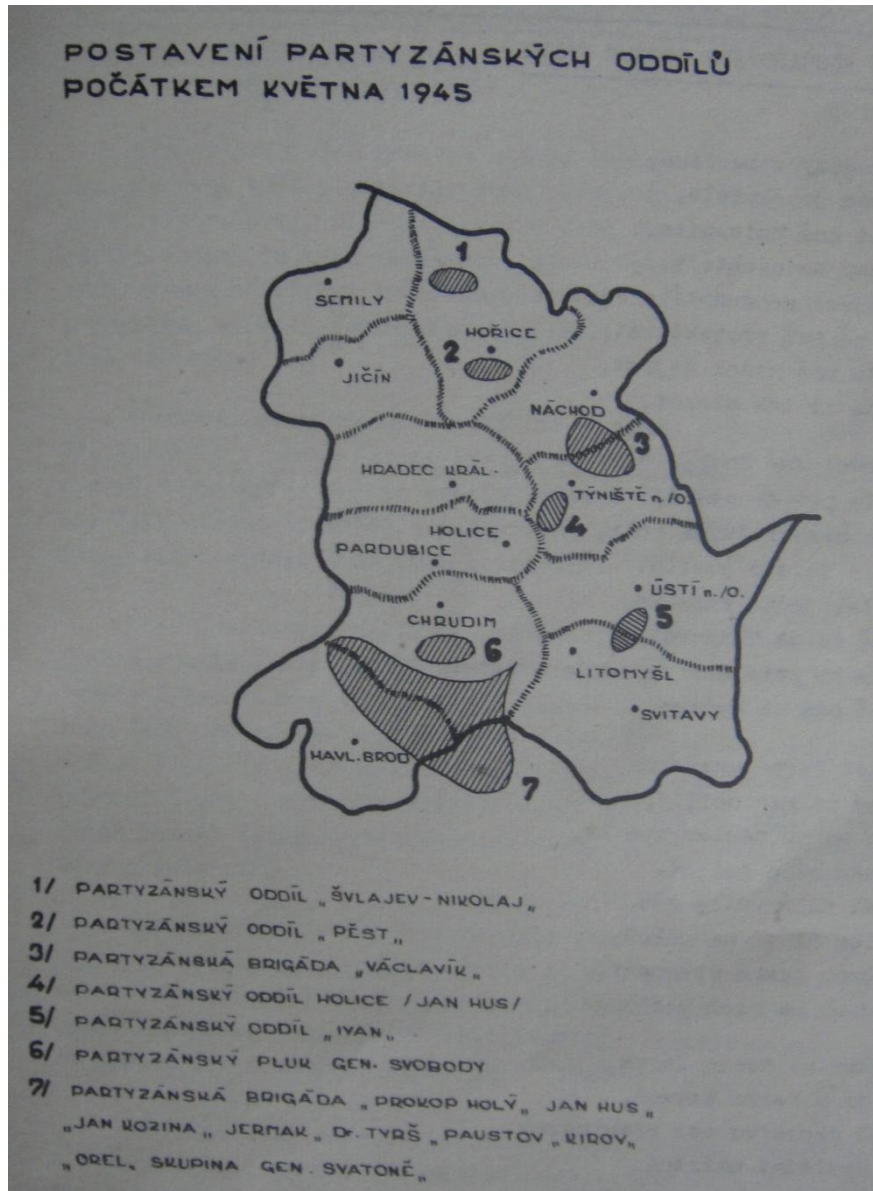 POSTAVENÍ PARTYZÁNSKÝCH ODDÍLŮ
POČÁTKEM KVĚTNA 1945
1
SEMILY
HOŘICE
2
JIČÍN
NÁCHOD
3
HRADEC KRÁL.
TÝNIŠTĚ n./O.
4
HOLICE
PARDUBICE
ÚSTÍ n./O.
CHRUDIM
5
6
LITOMYŠL
SVITAVY
HAVL. BROD
7
1/ PARTYZÁNSKÝ ODDÍL „ŠVLAJEV-NIKOLAJ„
2/ PARTYZÁNSKÝ ODDÍL „PĚST„
3/ PARTYZÁNSKÁ BRIGÁDA „VÁCLAVÍK„
4/ PARTYZÁNSKÝ ODDÍL HOLICE /JAN HUS/
5/ PARTYZÁNSKÝ ODDÍL „IVAN„
6/ PARTYZÁNSKÝ PLUK GEN. SVOBODY
7/ PARTYZÁNSKÁ BRIGÁDA „PROKOP HOLÝ„ JAN HUS„
„JAN KOZINA„ JERMAK„ Dr. TYRŠ„ PAUSTOV„ KIROV„
„OREL„ SKUPINA GEN. SVATONĚ„